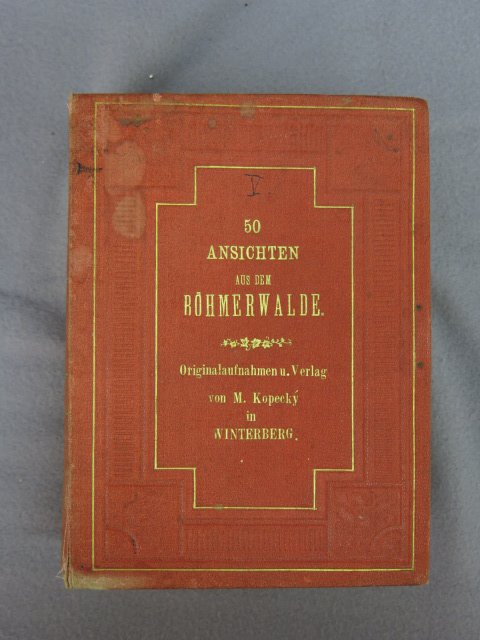 V.
50
ANSICHTEN
AUS DEM
BÖHMERWALDE.
Originalaufnahmen u. Verlag
von M. Kopecký
in
WINTERBERG.